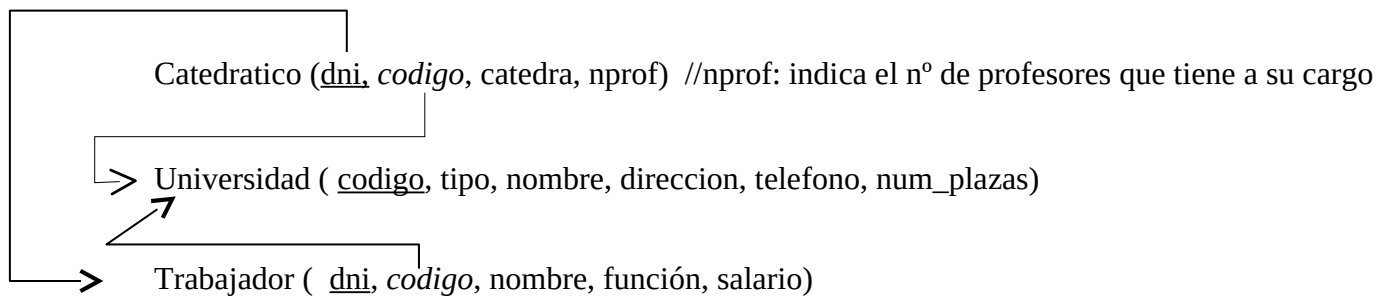 Catedratico (dni, codigo, catedra, nprof) //nprof: indica el nº de profesores que tiene a su cargo
Universidad ( codigo, tipo, nombre, direccion, telefono, num_plazas)
Trabajador ( dni, codigo, nombre, función, salario)